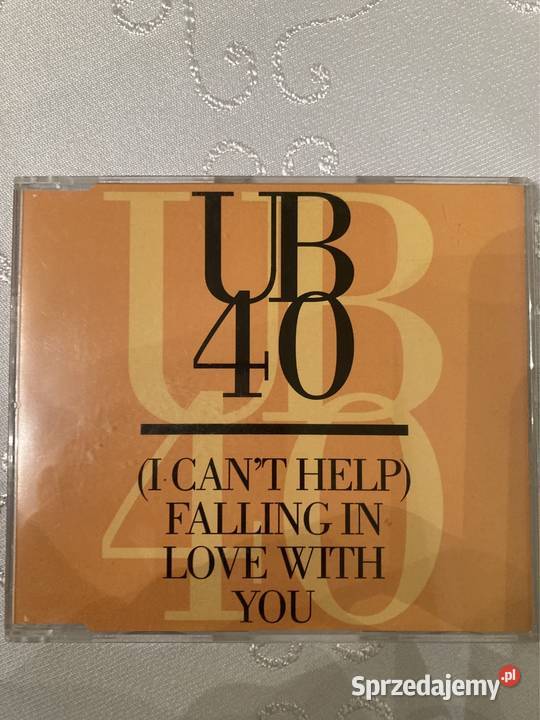 UB
40
(I CAN'T HELP)
FALLING IN
LOVE WITH
YOU
Sprzedajemy.pl